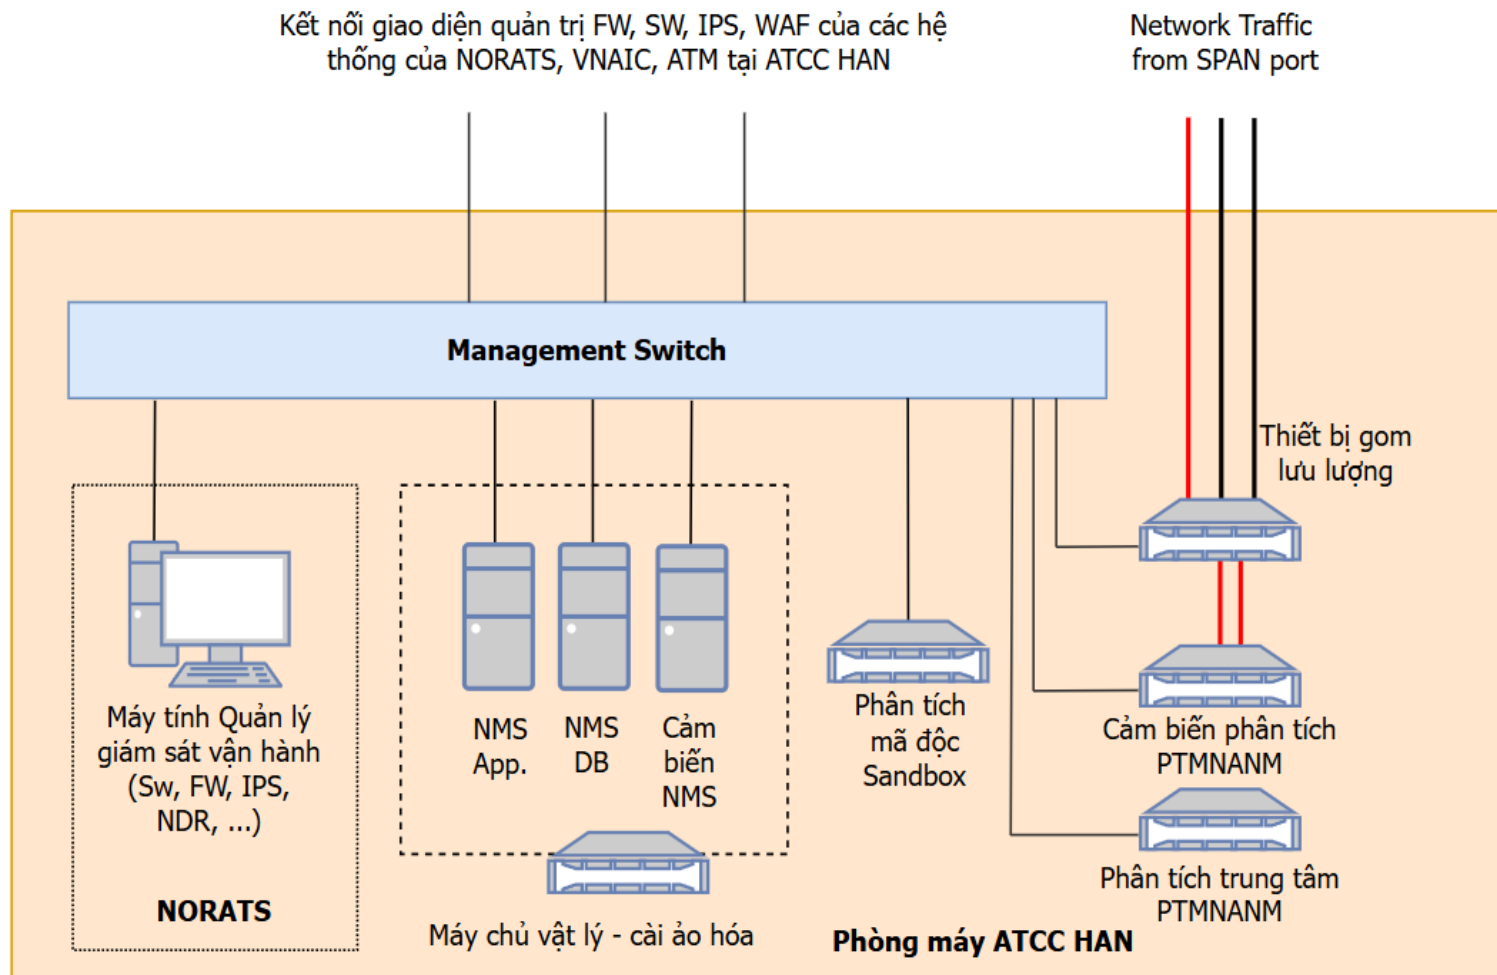 Kết nối giao diện quản trị FW, SW, IPS, WAF của các hệ
thống của NORATS, VNAIC, ATM tại ATCC HAN
Network Traffic
from SPAN port
Management Switch
Thiết bị gom
lưu lượng
Máy tính Quản lý
giám sát vận hành
(Sw, FW, IPS,
NDR, ...)
NORATS
NMS
App.
NMS
DB
Cảm
biến
NMS
Máy chủ vật lý - cài ảo hóa
Phân tích
mã độc
Sandbox
Cảm biến phân tích
PTMNANM
Phân tích trung tâm
PTMNANM
Phòng máy ATCC HAN